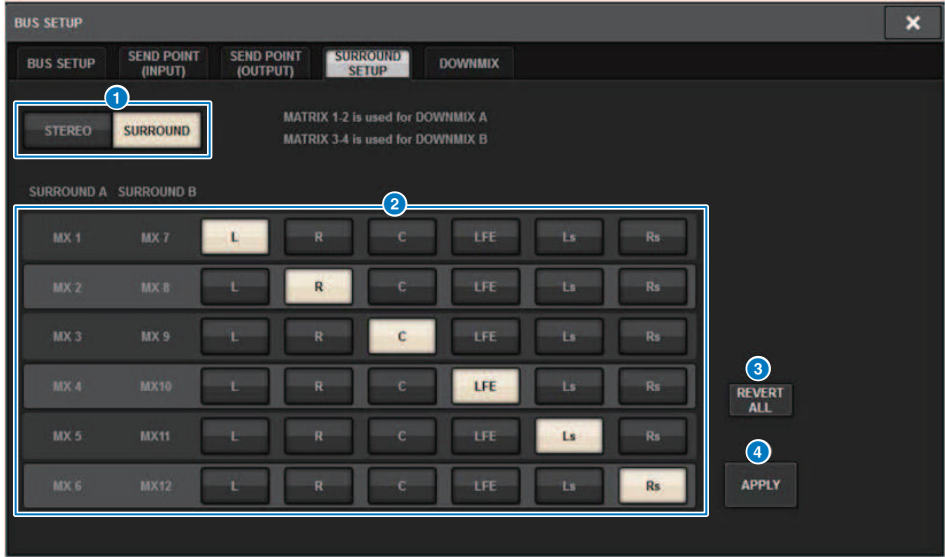 BUS SETUP
×
BUS SETUP
SEND POINT
(INPUT)
SEND POINT
(OUTPUT)
SURROUND
SETUP
DOWNMIX
1
STEREO
SURROUND
MATRIX 1-2 is used for DOWNMIX A
MATRIX 3-4 is used for DOWNMIX B
SURROUND A SURROUND B
2
MX 1 MX 7 L R C LFE Ls Rs
MX 2 MX 8 L R C LFE Ls Rs
MX 3 MX 9 L R C LFE Ls Rs
MX 4 MX10 L R C LFE Ls Rs
MX 5 MX11 L R C LFE Ls Rs
MX 6 MX12 L R C LFE Ls Rs
3
REVERT
ALL
4
APPLY